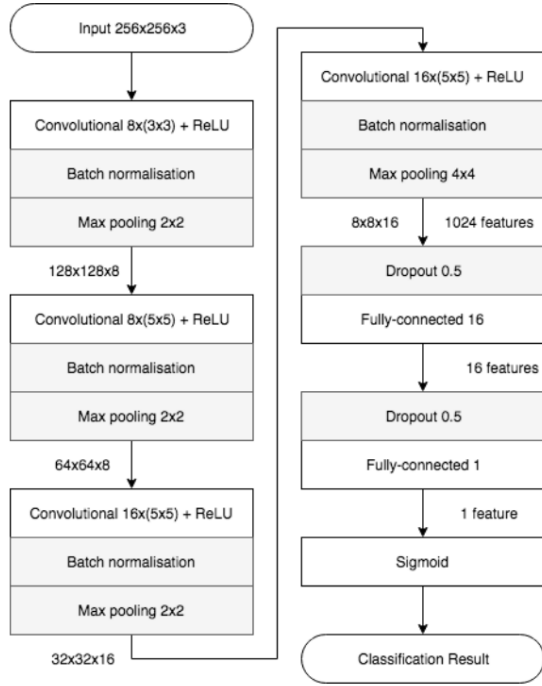 Input 256x256x3
Convolutional 8x(3x3) + ReLU
Batch normalisation
Max pooling 2x2
128x128x8
Convolutional 8x(5x5) + ReLU
Batch normalisation
Max pooling 2x2
64x64x8
Convolutional 16x(5x5) + ReLU
Batch normalisation
Max pooling 2x2
32x32x16
Convolutional 16x(5x5) + ReLU
Batch normalisation
Max pooling 4x4
8x8x16 1024 features
Dropout 0.5
Fully-connected 16
16 features
Dropout 0.5
Fully-connected 1
1 feature
Sigmoid
Classification Result